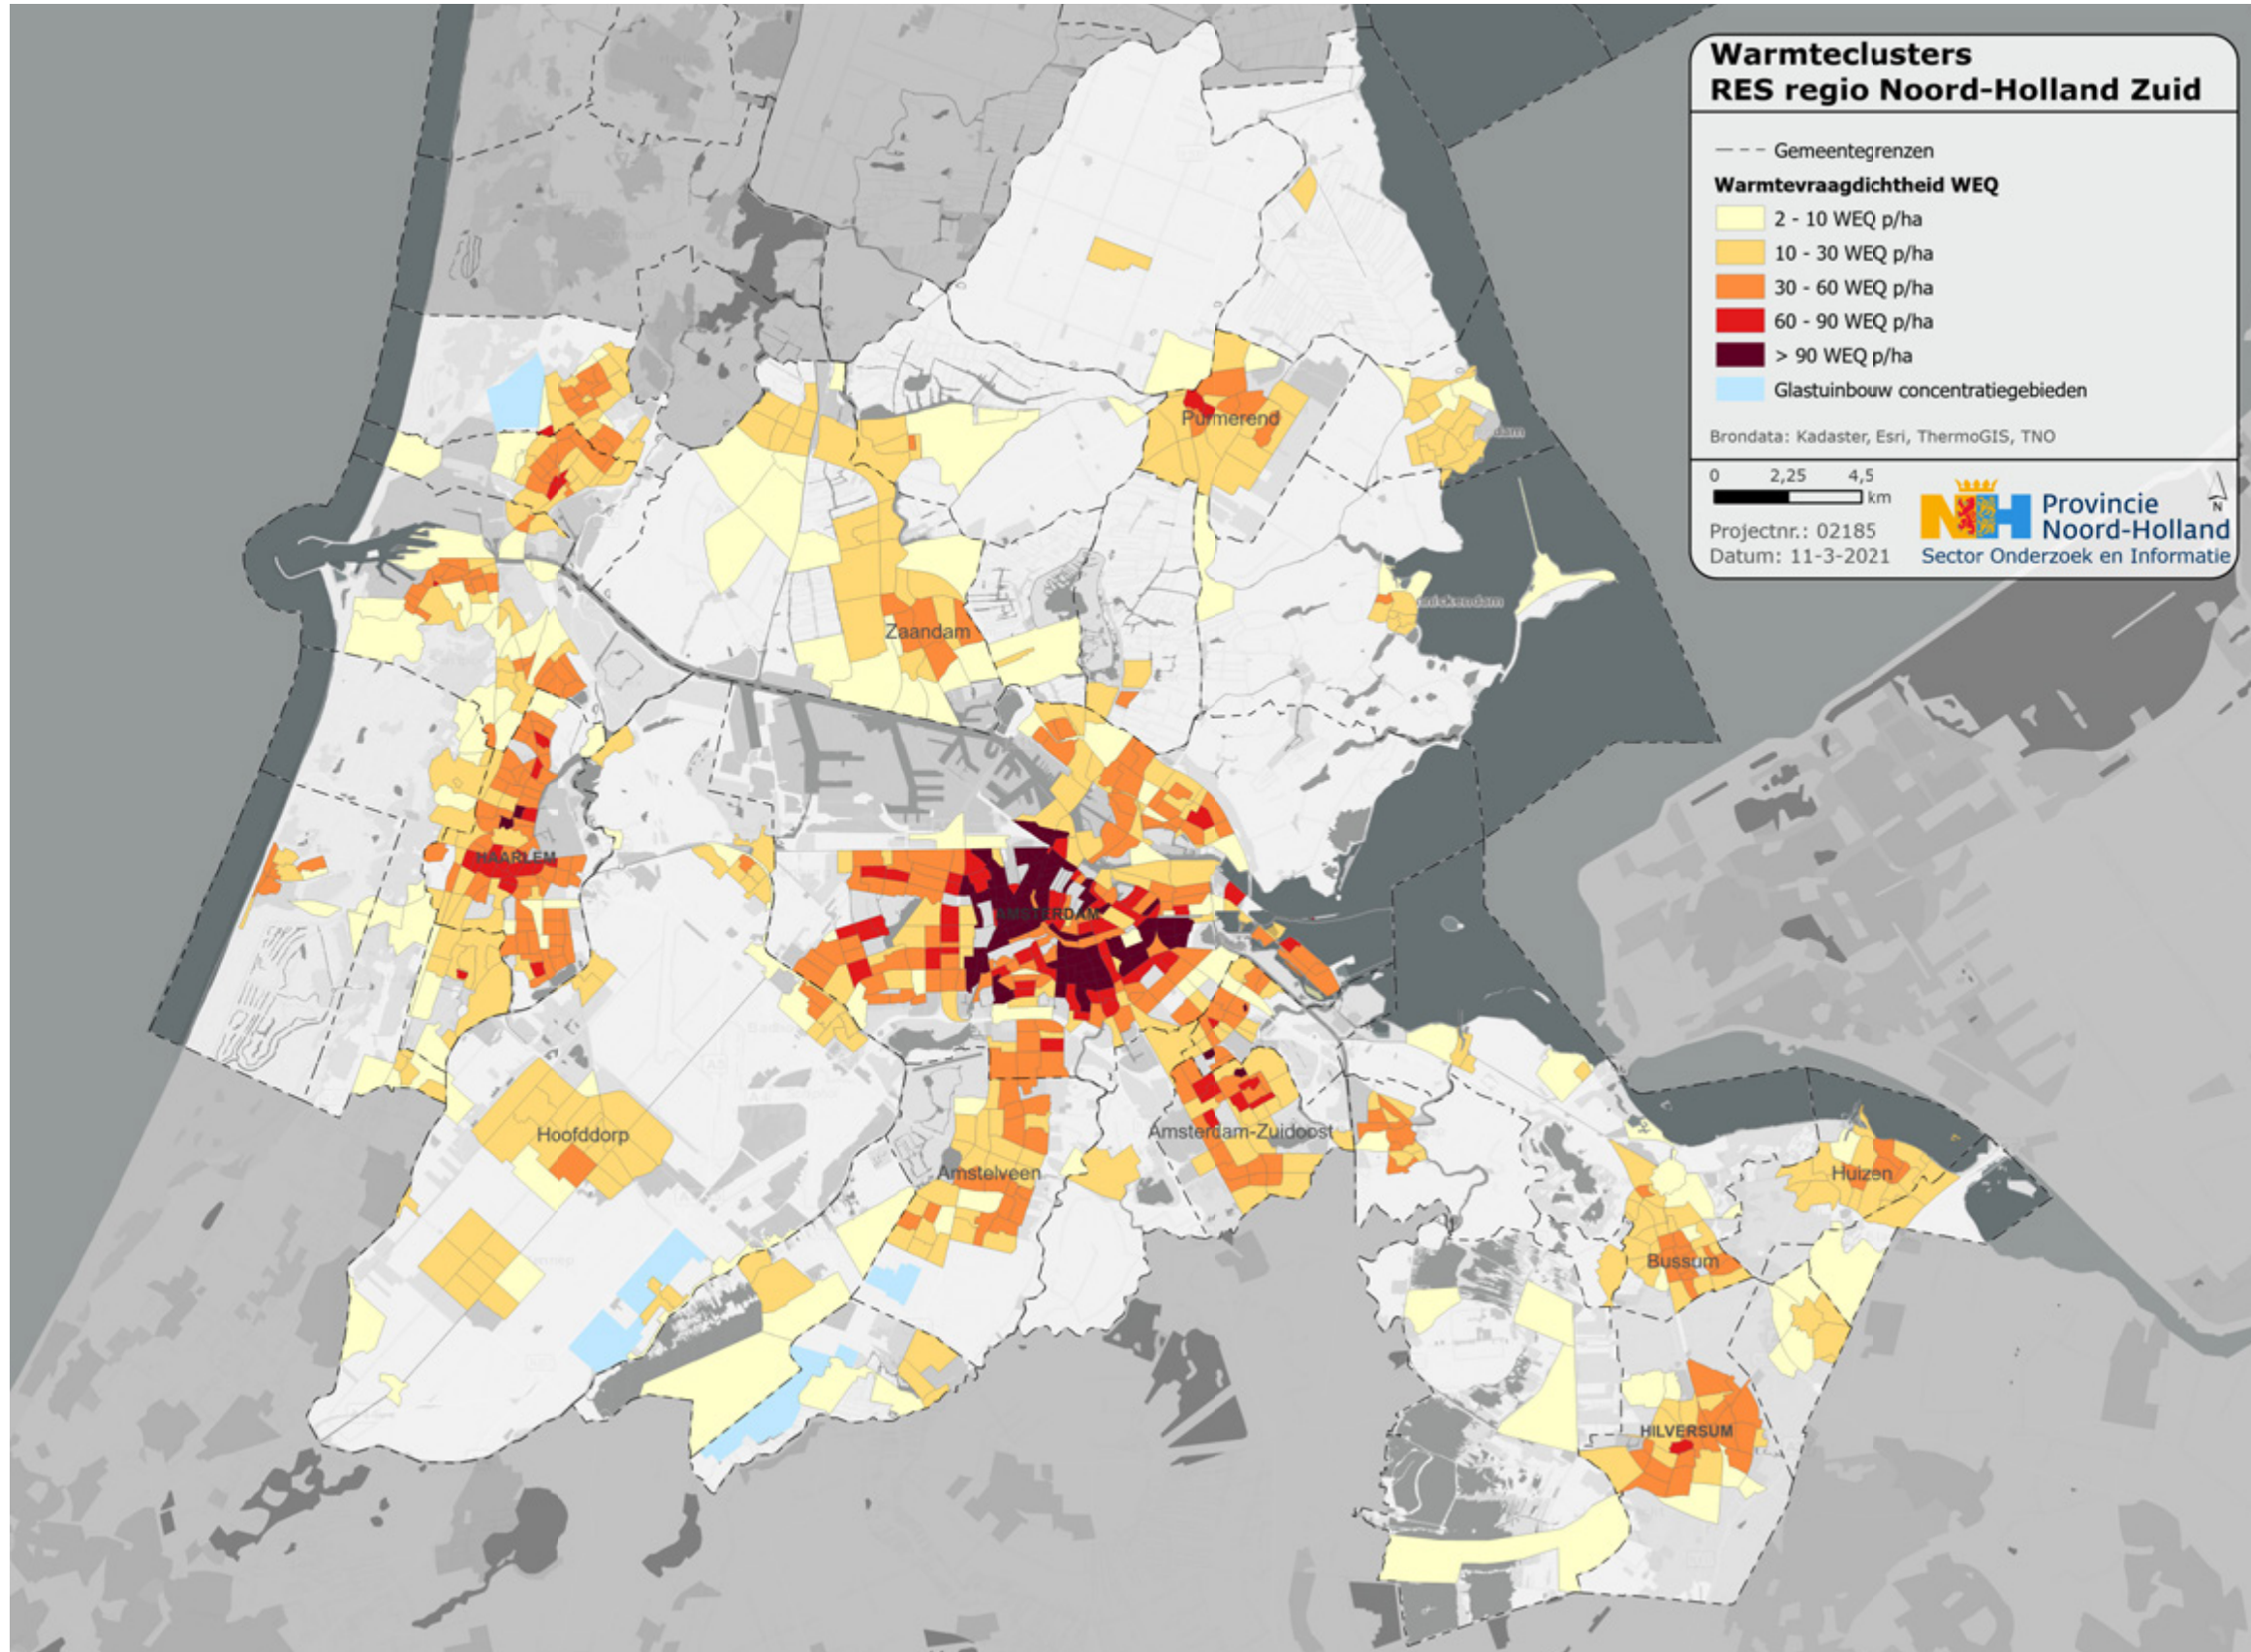 Warmteclusters
RES regio Noord-Holland Zuid
Gemeentegrenzen
Warmtevraagdichtheid WEQ
2 - 10 WEQ p/ha
10 - 30 WEQ p/ha
30 - 60 WEQ p/ha
60 - 90 WEQ p/ha
> 90 WEQ p/ha
Glastuinbouw concentratiegebieden
Brondata: Kadaster, Esri, ThermoGIS, TNO
0 2,25 4,5
km
Projectnr.: 02185
Datum: 11-3-2021
NH Provincie
Noord-Holland
Sector Onderzoek en Informatie
N
Purmerend
dam
Zaandam
HAARLEM
AMSTERDAM
Hoofddorp
Amsterdam-Zuidoost
Amstelveen
Huizen
Bussum
HILVERSUM